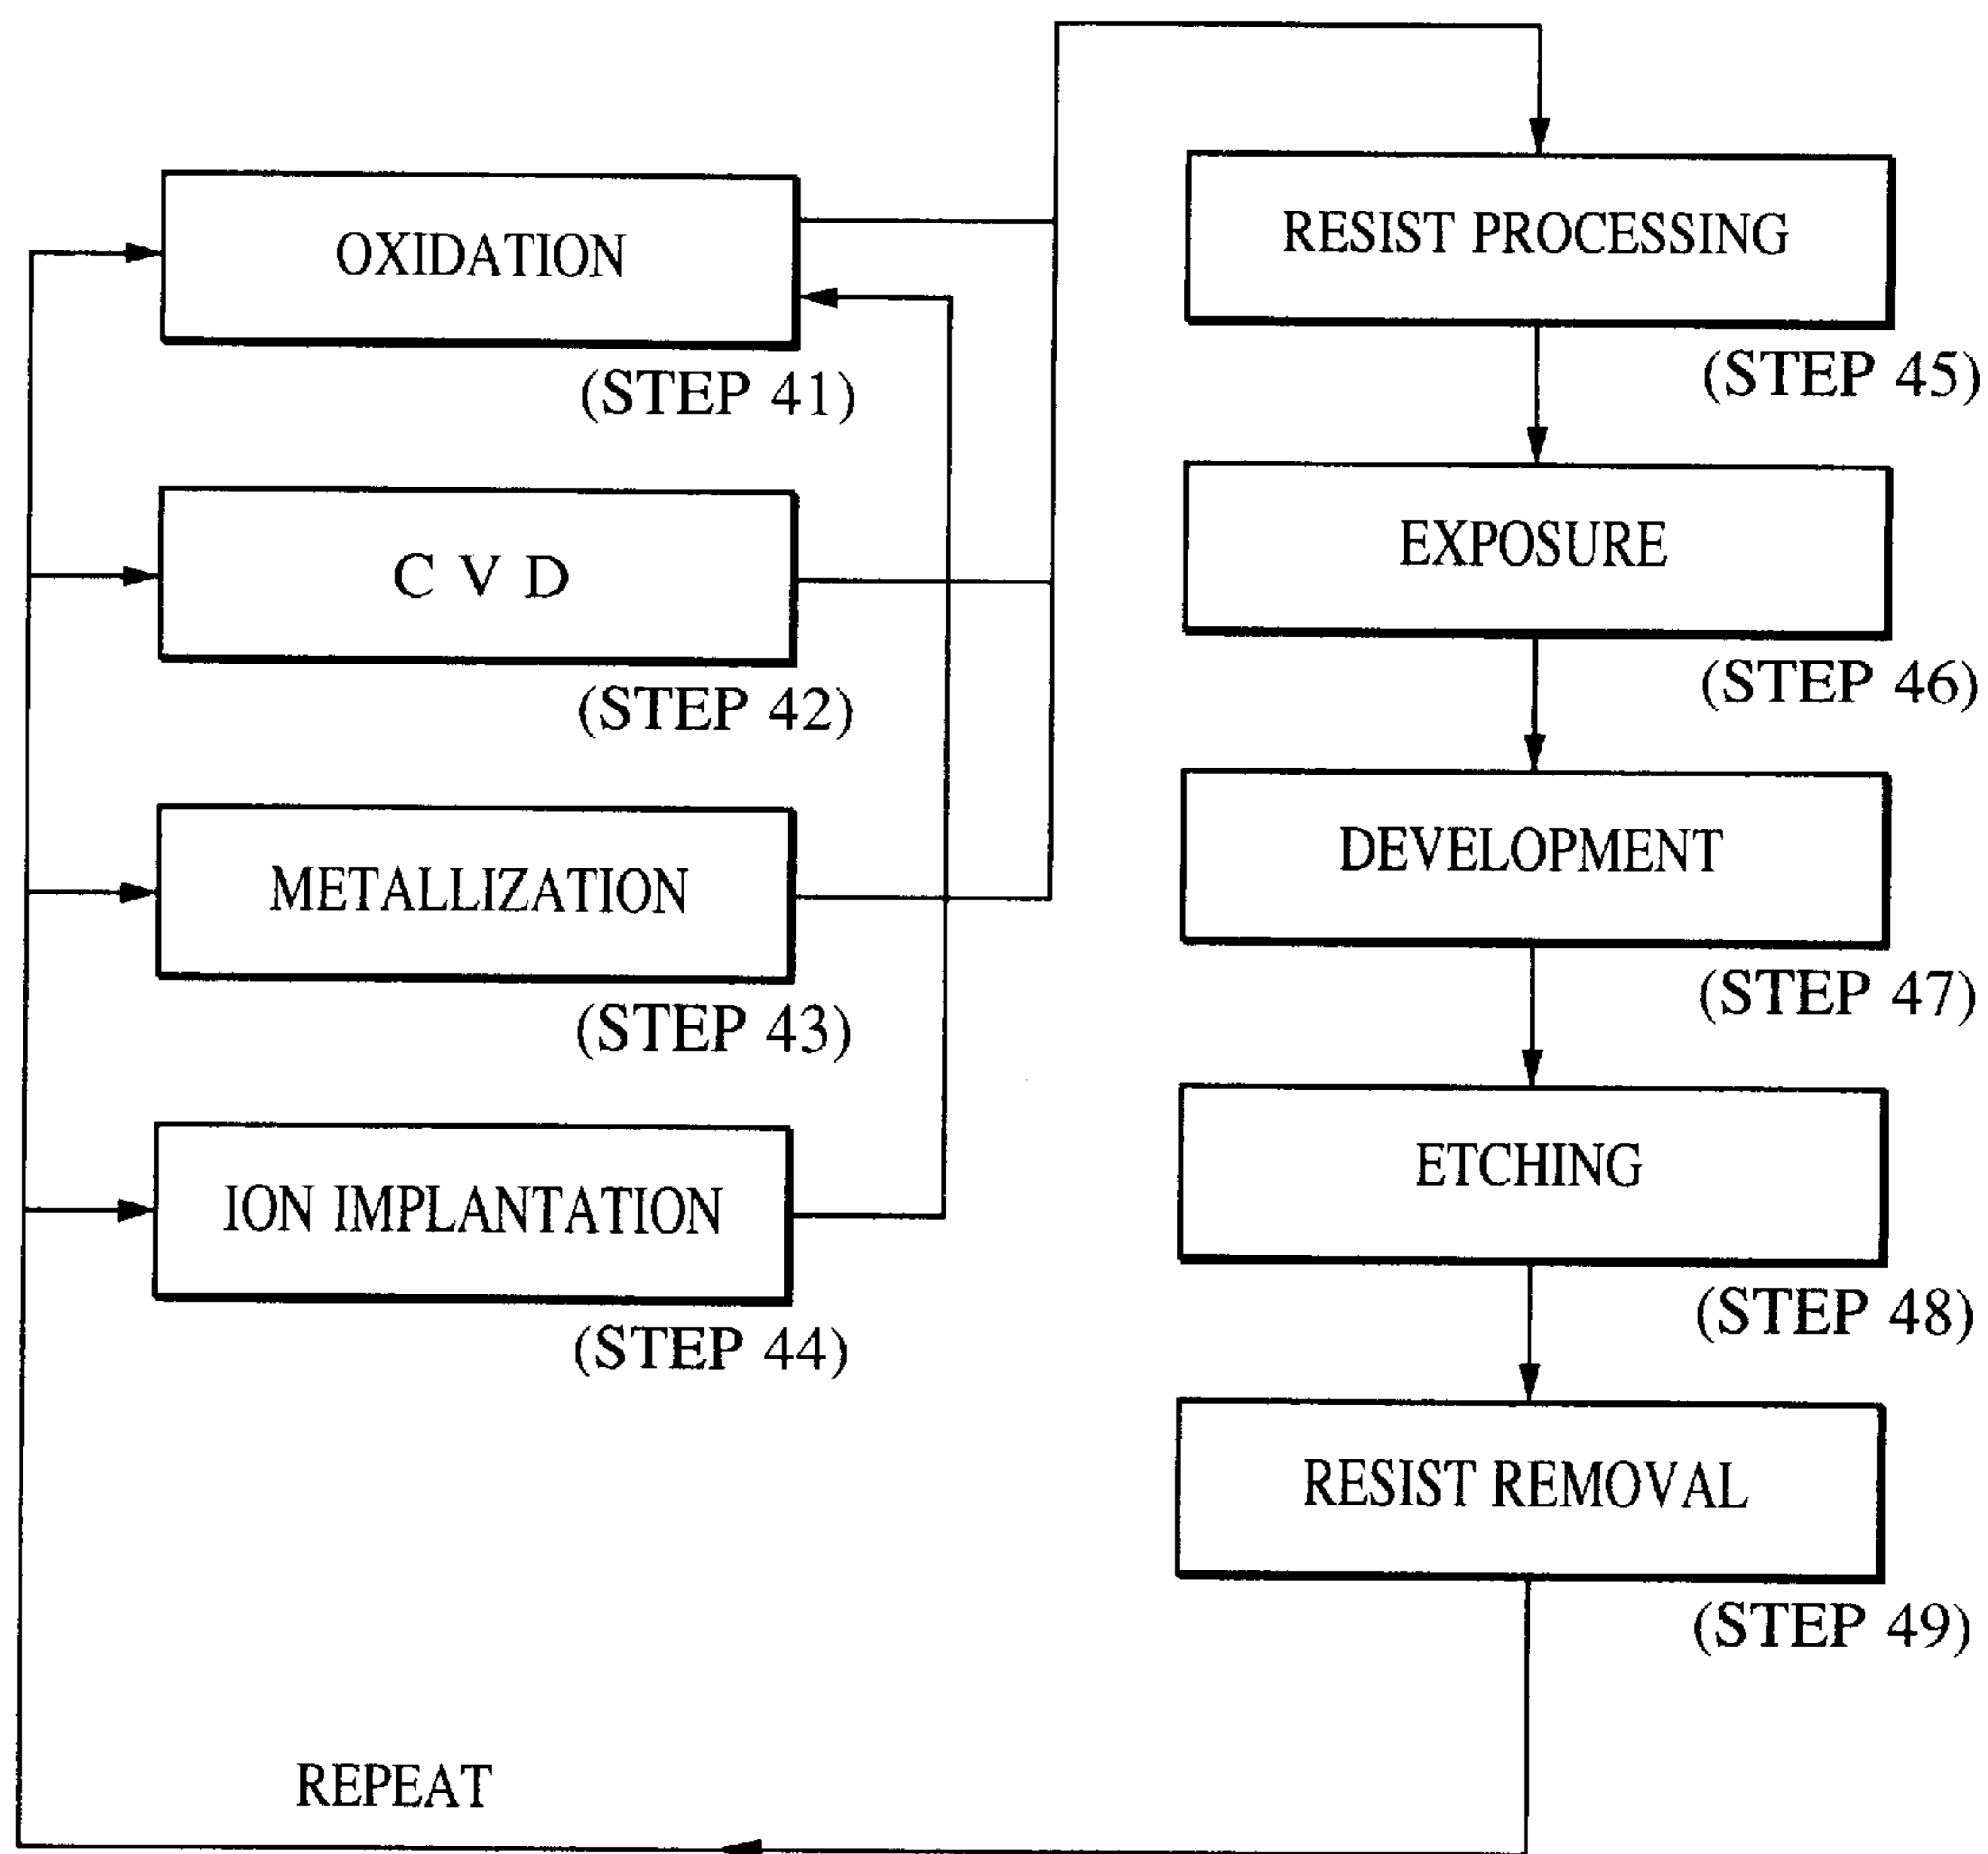 OXIDATION
(STEP 41)
C V D
(STEP 42)
METALLIZATION
(STEP 43)
ION IMPLANTATION
(STEP 44)
RESIST PROCESSING
(STEP 45)
EXPOSURE
(STEP 46)
DEVELOPMENT
(STEP 47)
ETCHING
(STEP 48)
RESIST REMOVAL
(STEP 49)
REPEAT